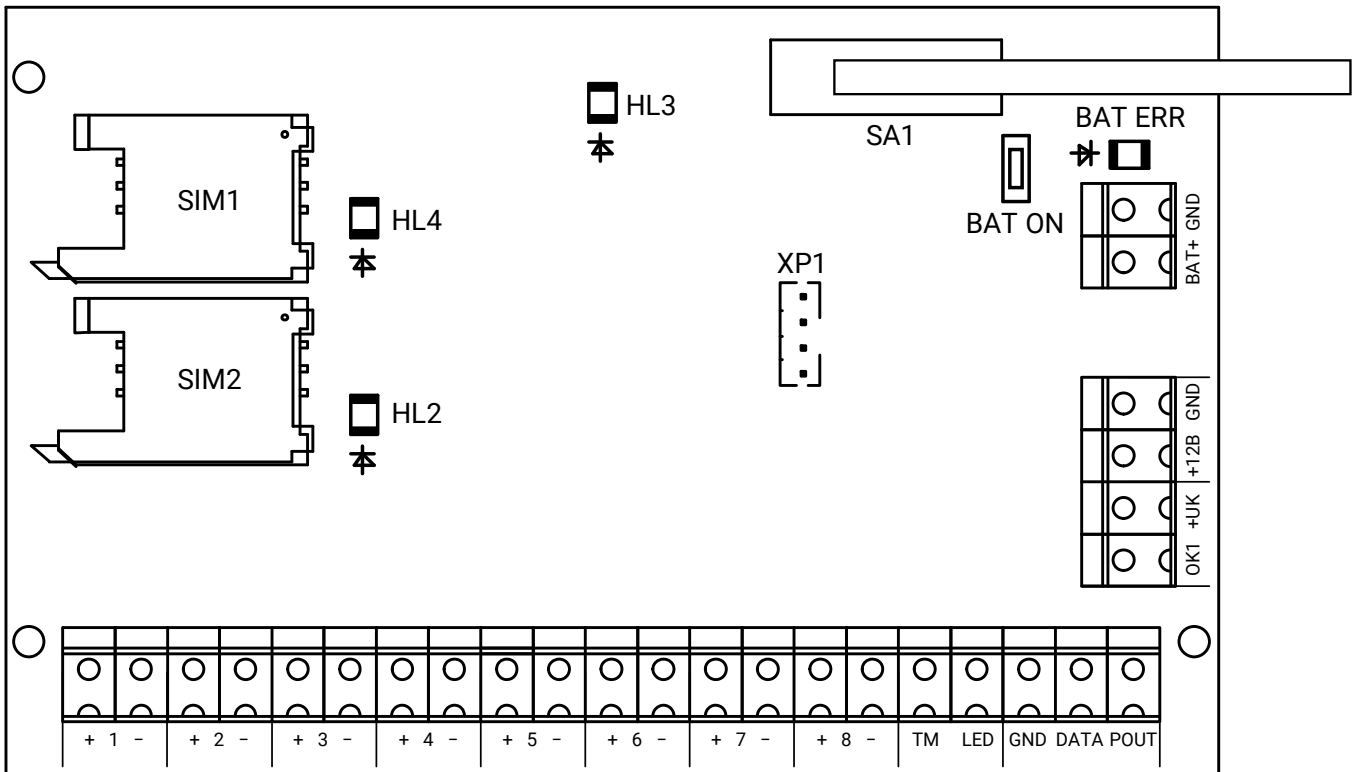 HL3
SA1
BAT ERR
SIM1
HL4
BAT ON
BAT+ GND
XP1
SIM2
HL2
GND
+12B
+UK
OK1
+ 1 − + 2 − + 3 − + 4 − + 5 − + 6 − + 7 − + 8 − TM LED GND DATA POUT